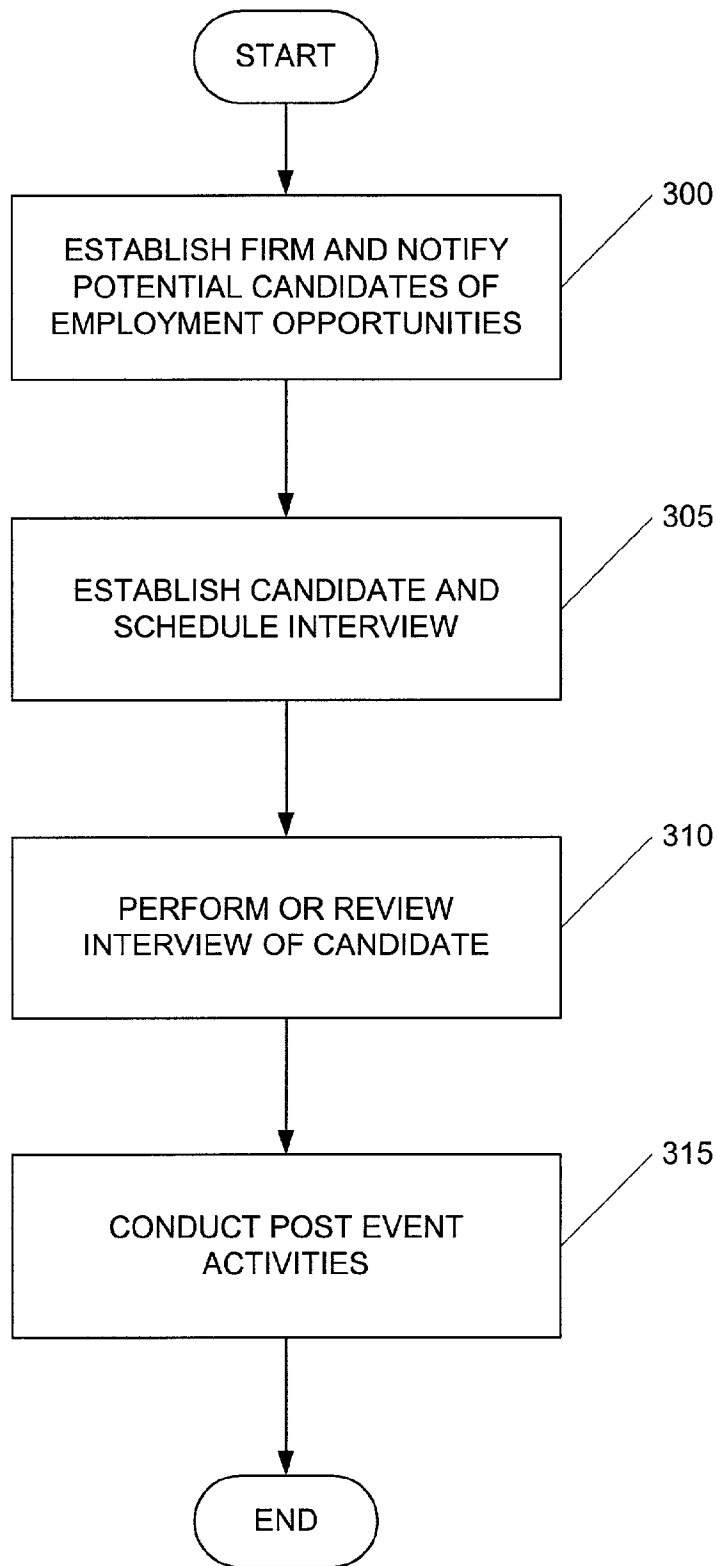 START
300
ESTABLISH FIRM AND NOTIFY
POTENTIAL CANDIDATES OF
EMPLOYMENT OPPORTUNITIES
305
ESTABLISH CANDIDATE AND
SCHEDULE INTERVIEW
310
PERFORM OR REVIEW
INTERVIEW OF CANDIDATE
315
CONDUCT POST EVENT
ACTIVITIES
END